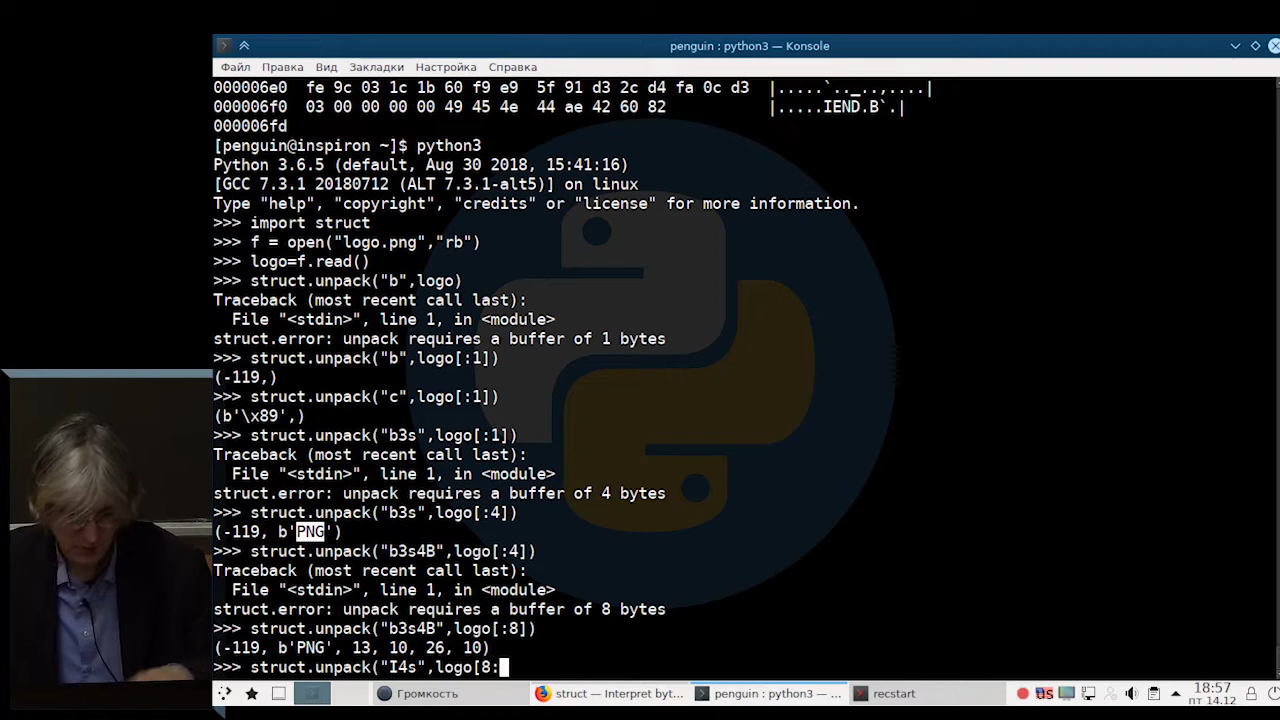 penguin : python3 — Konsole
Файл Правка Вид Закладки Настройка Справка
000006e0 fe 9c 03 1c 1b 60 f9 e9 5f 91 d3 2c d4 fa 0c d3 |.....`.._..,....|
000006f0 03 00 00 00 00 49 45 4e 44 ae 42 60 82 |.....IEND.B`.|
000006fd
[penguin@inspiron ~]$ python3
Python 3.6.5 (default, Aug 30 2018, 15:41:16)
[GCC 7.3.1 20180712 (ALT 7.3.1-alt5)] on linux
Type "help", "copyright", "credits" or "license" for more information.
>>> import struct
>>> f = open("logo.png","rb")
>>> logo=f.read()
>>> struct.unpack("b",logo)
Traceback (most recent call last):
  File "<stdin>", line 1, in <module>
struct.error: unpack requires a buffer of 1 bytes
>>> struct.unpack("b",logo[:1])
(-119,)
>>> struct.unpack("c",logo[:1])
(b'\x89',)
>>> struct.unpack("b3s",logo[:1])
Traceback (most recent call last):
  File "<stdin>", line 1, in <module>
struct.error: unpack requires a buffer of 4 bytes
>>> struct.unpack("b3s",logo[:4])
(-119, b'PNG')
>>> struct.unpack("b3s4B",logo[:4])
Traceback (most recent call last):
  File "<stdin>", line 1, in <module>
struct.error: unpack requires a buffer of 8 bytes
>>> struct.unpack("b3s4B",logo[:8])
(-119, b'PNG', 13, 10, 26, 10)
>>> struct.unpack("I4s",logo[8:
Громкость struct — Interpret byt... penguin : python3 — ... recstart us 18:57
пт 14.12